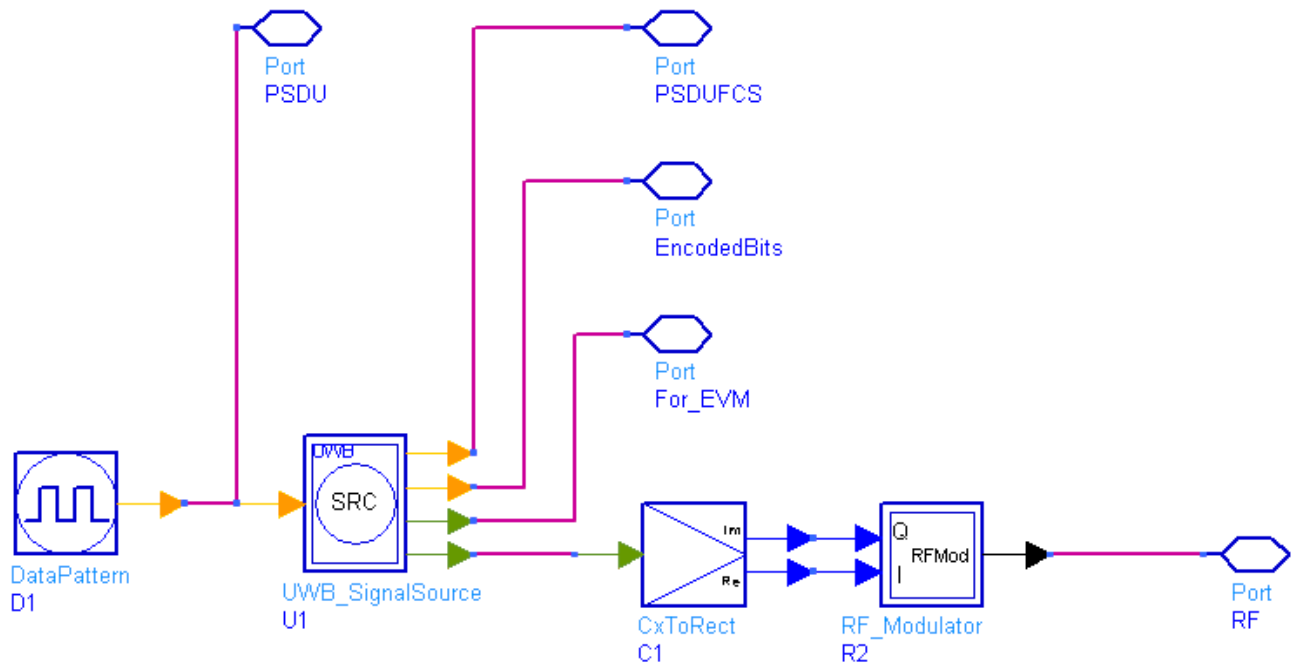 Port
PSDU
Port
PSDUFCS
Port
EncodedBits
Port
For_EVM
UWB
SRC
DataPattern
D1
UWB_SignalSource
U1
Im
Re
CxToRect
C1
Q
RFMod
I
RF_Modulator
R2
Port
RF